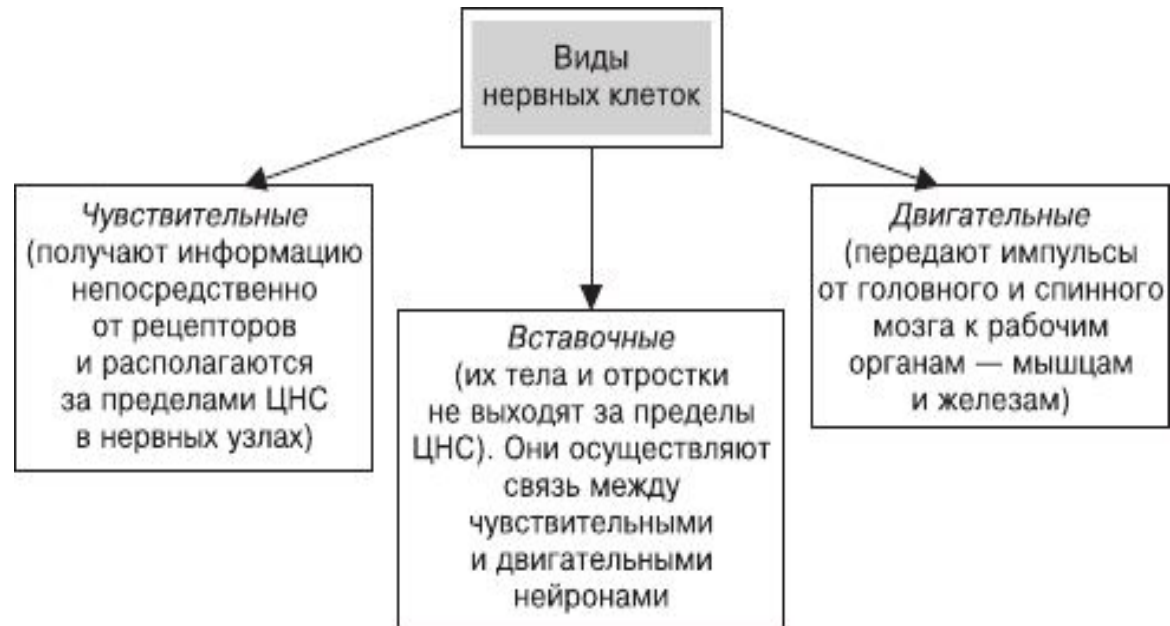 Виды
нервных клеток
Чувствительные
(получают информацию
непосредственно
от рецепторов
и располагаются
за пределами ЦНС
в нервных узлах)
Вставочные
(их тела и отростки
не выходят за пределы
ЦНС). Они осуществляют
связь между
чувствительными
и двигательными
нейронами
Двигательные
(передают импульсы
от головного и спинного
мозга к рабочим
органам — мышцам
и железам)